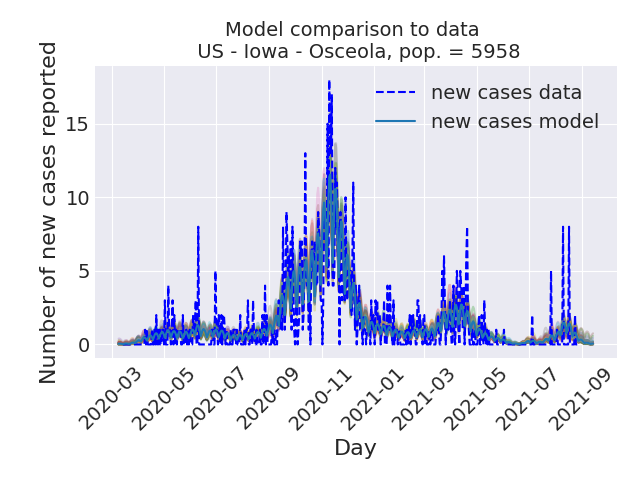 Model comparison to data
US - Iowa - Osceola, pop. = 5958
Number of new cases reported
15
10
5
0
new cases data
new cases model
2020-03
2020-05
2020-07
2020-09
2020-11
2021-01
2021-03
2021-05
2021-07
2021-09
Day